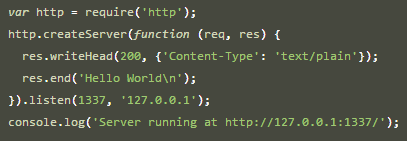 var http = require('http');
http.createServer(function (req, res) {
  res.writeHead(200, {'Content-Type': 'text/plain'});
  res.end('Hello World\n');
}).listen(1337, '127.0.0.1');
console.log('Server running at http://127.0.0.1:1337/');